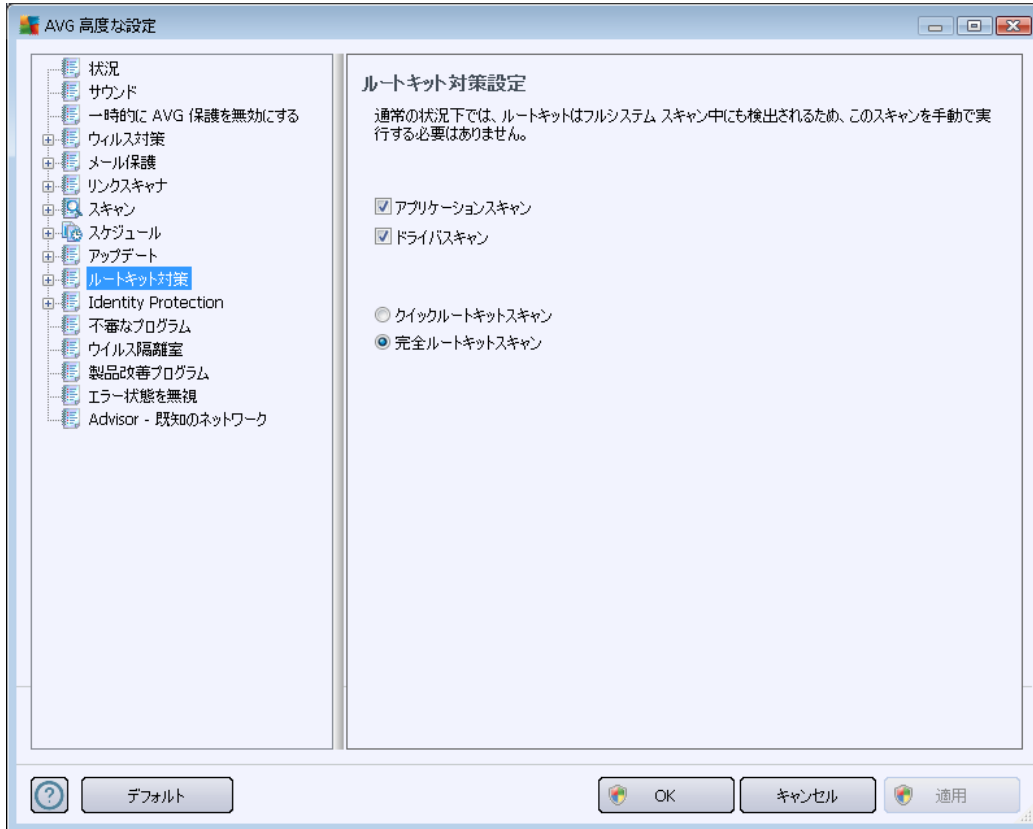 AVG 高度な設定
状況
サウンド
一時的に AVG 保護を無効にする
ウィルス対策
メール保護
リンクスキャナ
スキャン
スケジュール
アップデート
ルートキット対策
Identity Protection
不審なプログラム
ウイルス隔離室
製品改善プログラム
エラー状態を無視
Advisor - 既知のネットワーク
ルートキット対策設定
通常の状況下では、ルートキットはフルシステム スキャン中にも検出されるため、このスキャンを手動で実
行する必要はありません。
アプリケーションスキャン
ドライバスキャン
クイックルートキットスキャン
完全ルートキットスキャン
デフォルト
OK
キャンセル
適用